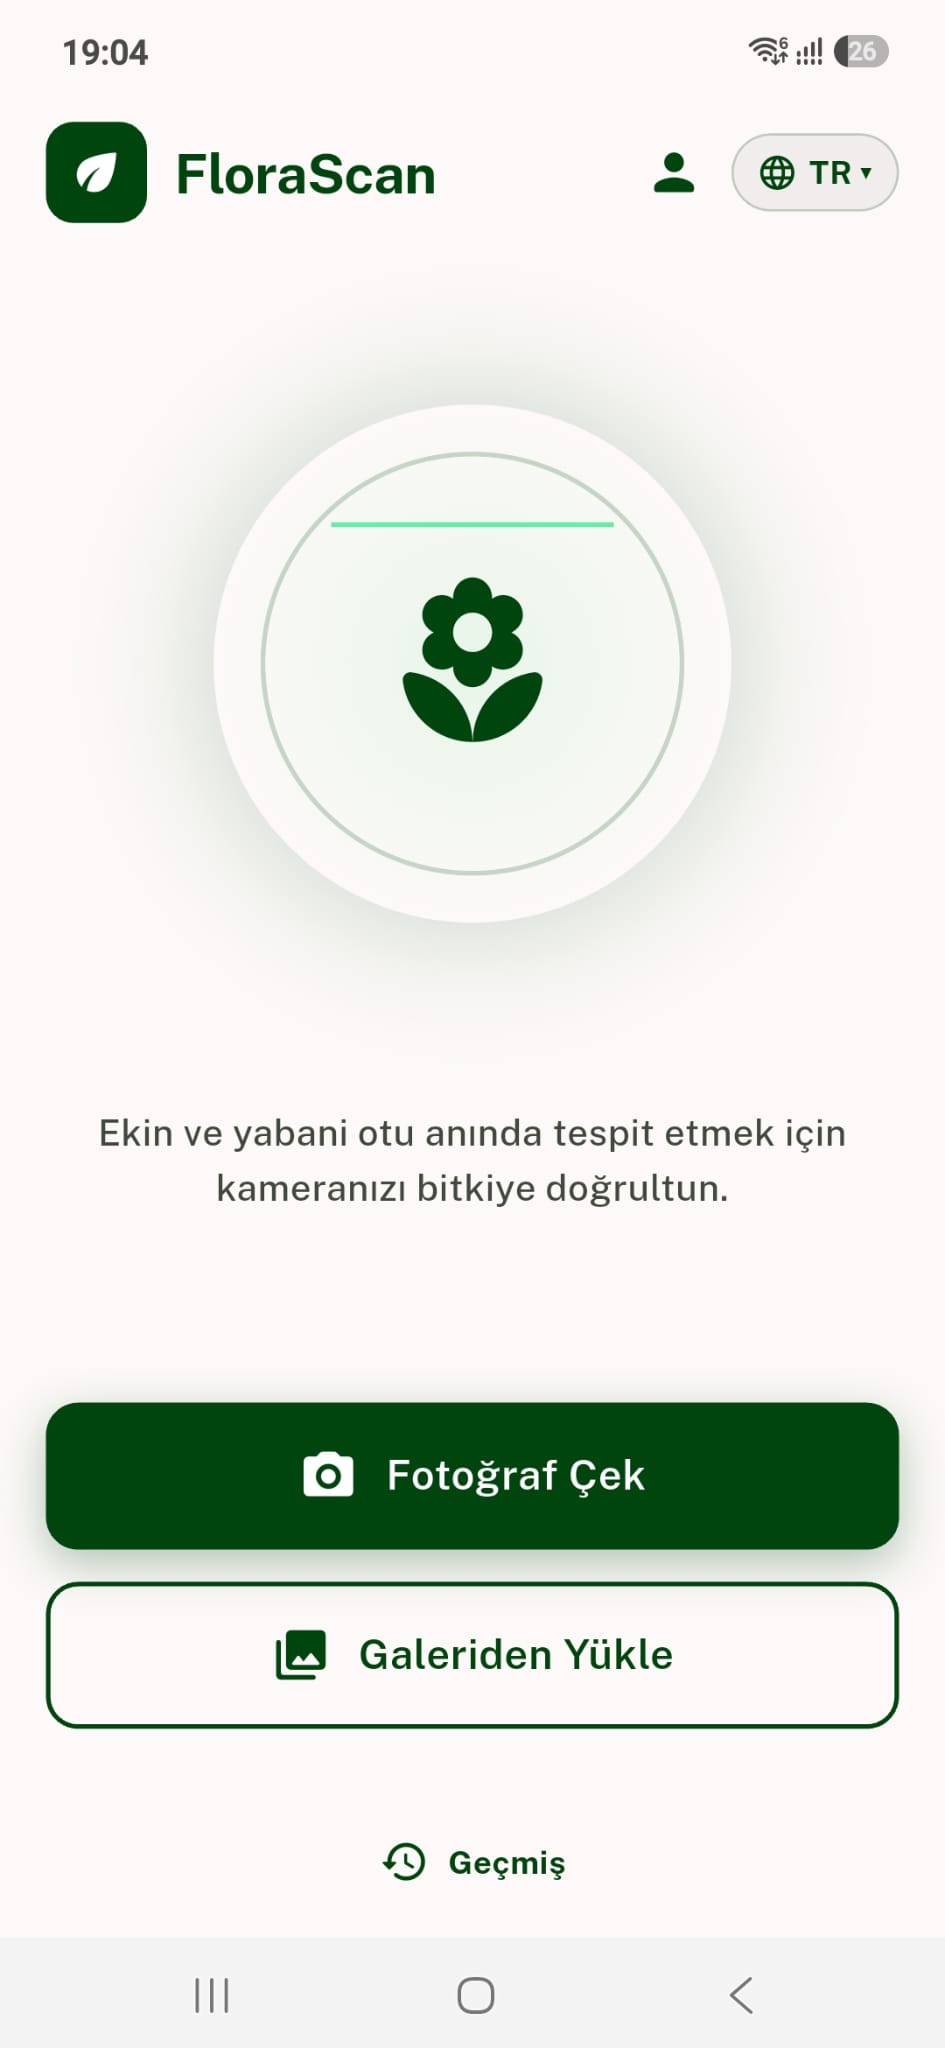 19:04
6
26
FloraScan
TR ▾
Ekin ve yabani otu anında tespit etmek için
kameranızı bitkiye doğrultun.
Fotoğraf Çek
Galeriden Yükle
Geçmiş